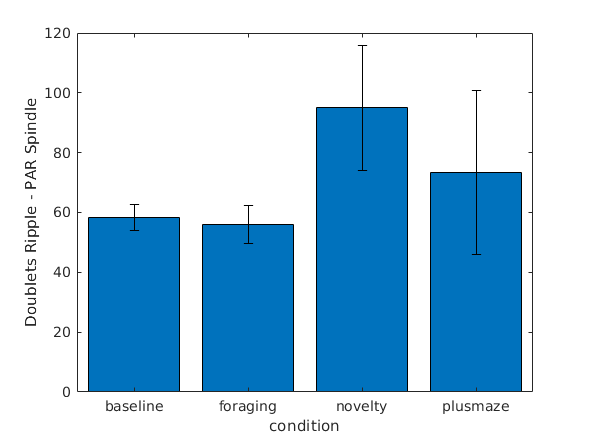 Doublets Ripple - PAR Spindle
120
100
80
60
40
20
0
baseline foraging novelty plusmaze
condition